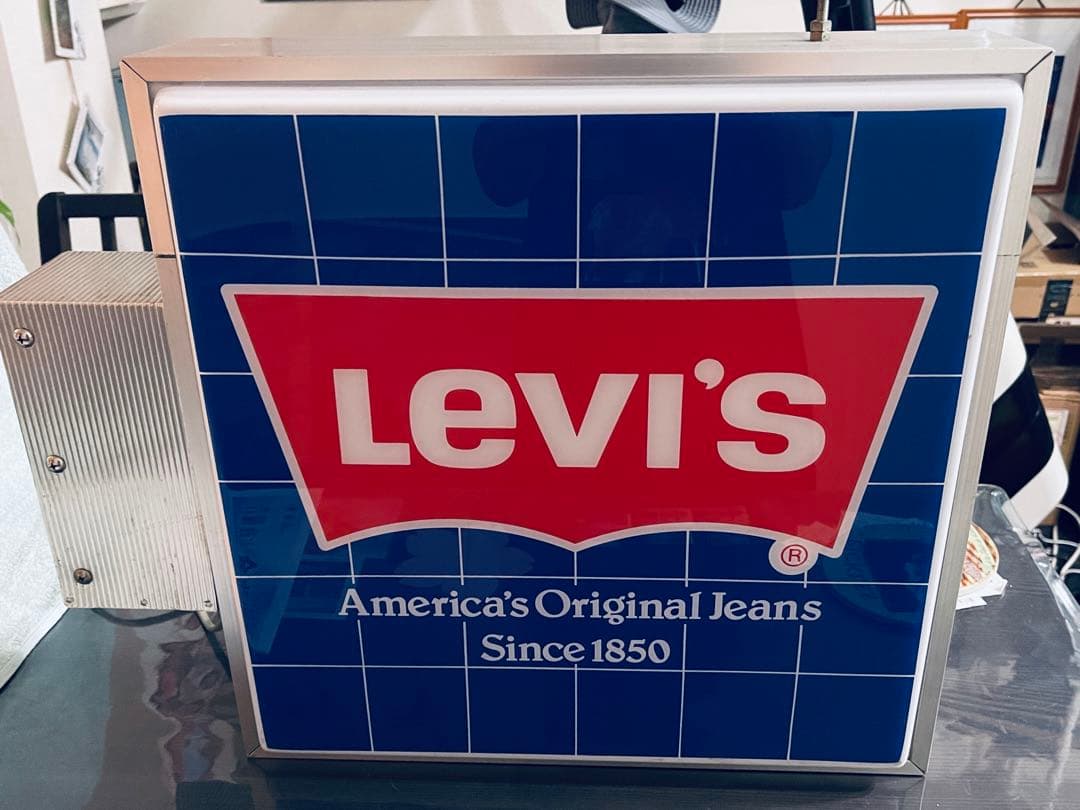 Levi's
®
America's Original Jeans
Since 1850